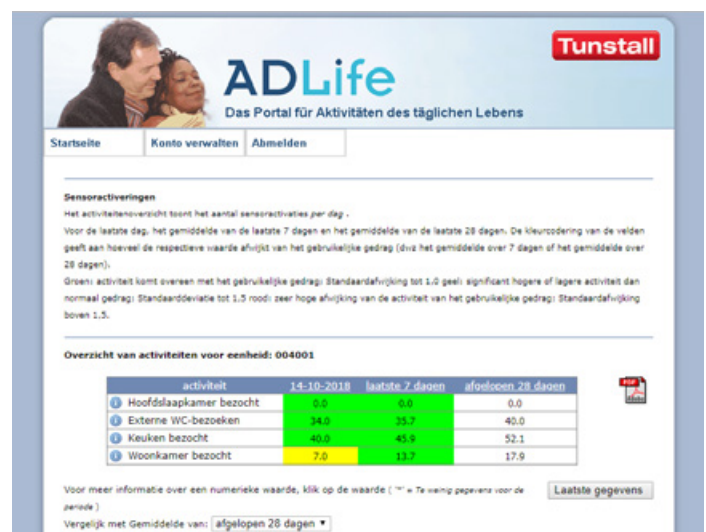 Tunstall
ADLife
Das Portal für Aktivitäten des täglichen Lebens
Startseite Konto verwalten Abmelden
Sensoractiveringen
Het activiteitenoverzicht toont het aantal sensoractivaties per dag .
Voor de laatste dag, het gemiddelde van de laatste 7 dagen en het gemiddelde van de laatste 28 dagen. De kleurcodering van de velden
geeft aan hoeveel de respectieve waarde afwijkt van het gebruikelijke gedrag (dwz het gemiddelde over 7 dagen of het gemiddelde over
28 dagen).
Groen: activiteit komt overeen met het gebruikelijke gedrag: Standaardafwijking tot 1.0 geel: significant hogere of lagere activiteit dan
normaal gedrag: Standaarddeviatie tot 1.5 rood: zeer hoge afwijking van de activiteit van het gebruikelijke gedrag: Standaardafwijking
boven 1.5.
Overzicht van activiteiten voor eenheid: 004001
activiteit 14-10-2018 laatste 7 dagen afgelopen 28 dagen
Hoofdslaapkamer bezocht 0.0 0.0 0.0
Externe WC-bezoeken 34.0 35.7 40.0
Keuken bezocht 40.0 45.9 52.1
Woonkamer bezocht 7.0 13.7 17.9
PDF
Voor meer informatie over een numerieke waarde, klik op de waarde ( "*" = Te weinig gegevens voor de
periode )
Laatste gegevens
Vergelijk met Gemiddelde van: afgelopen 28 dagen